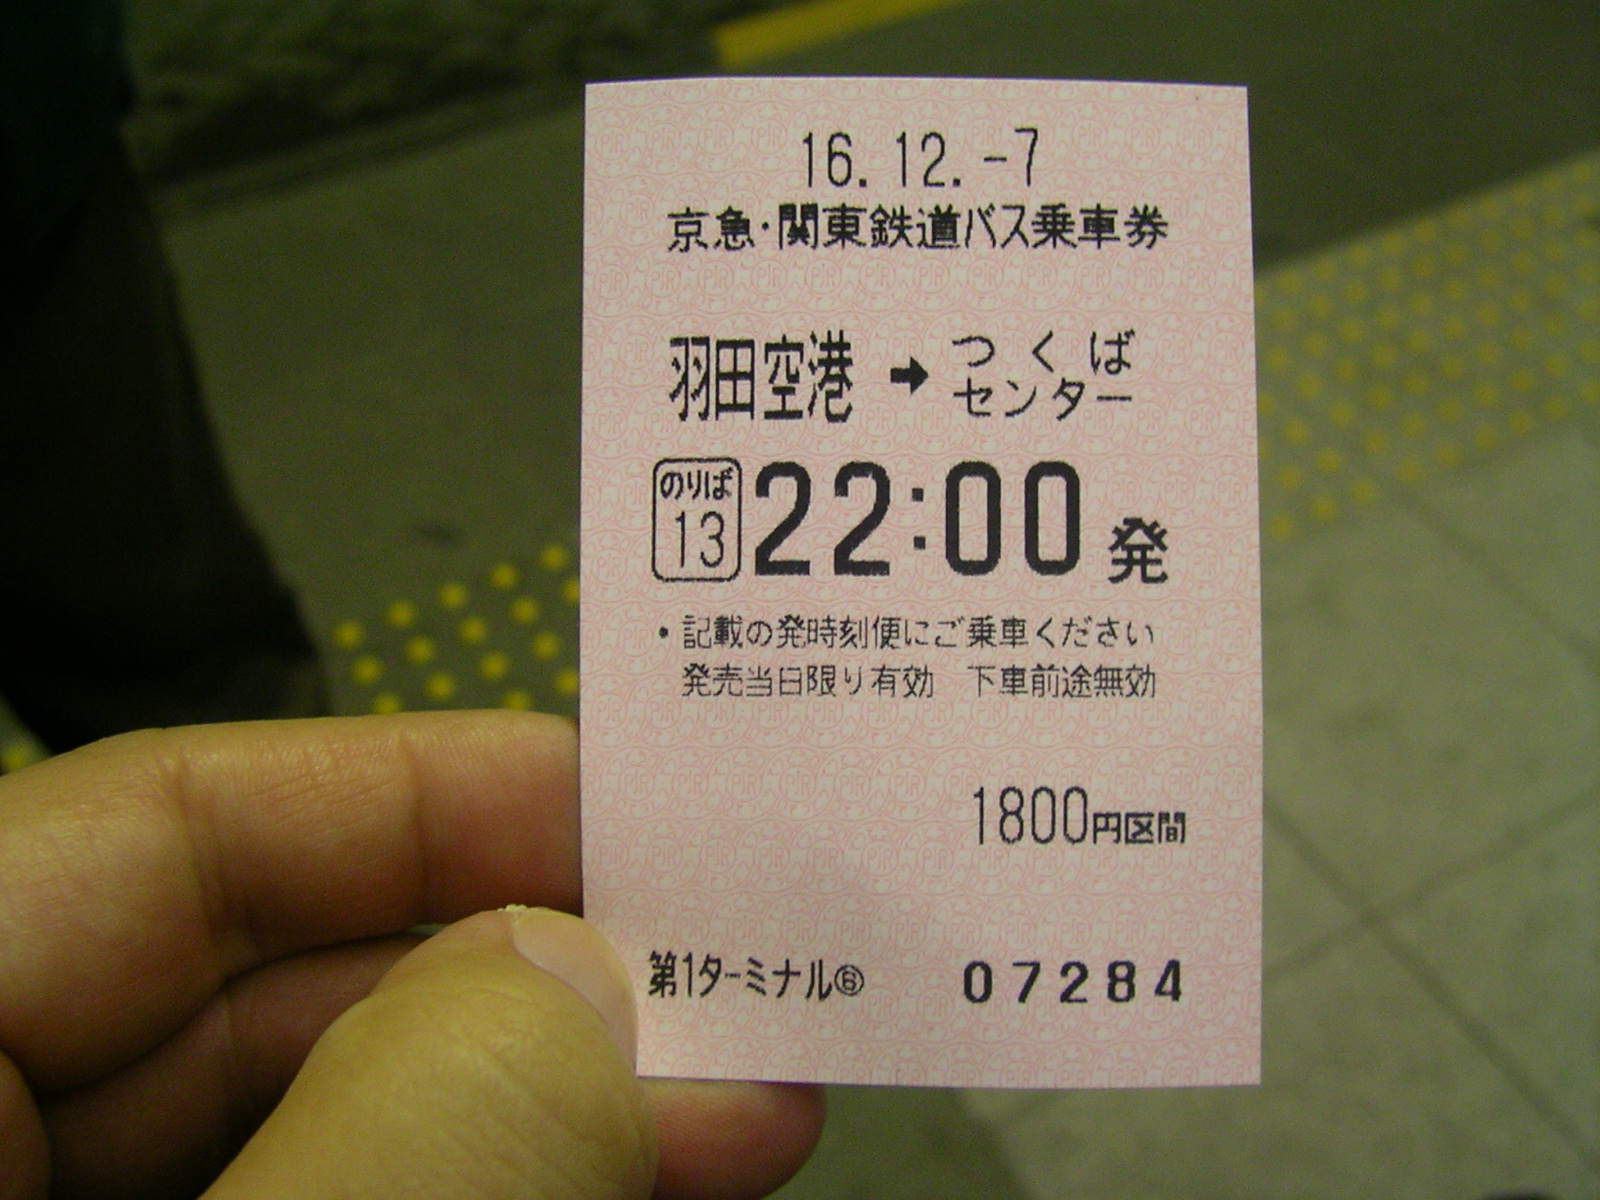 16.12.-7
京急・関東鉄道バス乗車券
羽田空港 ➡ つくばセンター
のりば 13 22:00 発
・記載の発時刻便にご乗車ください
発売当日限り有効 下車前途無効
1800円区間
第1ターミナル⑥ 07284